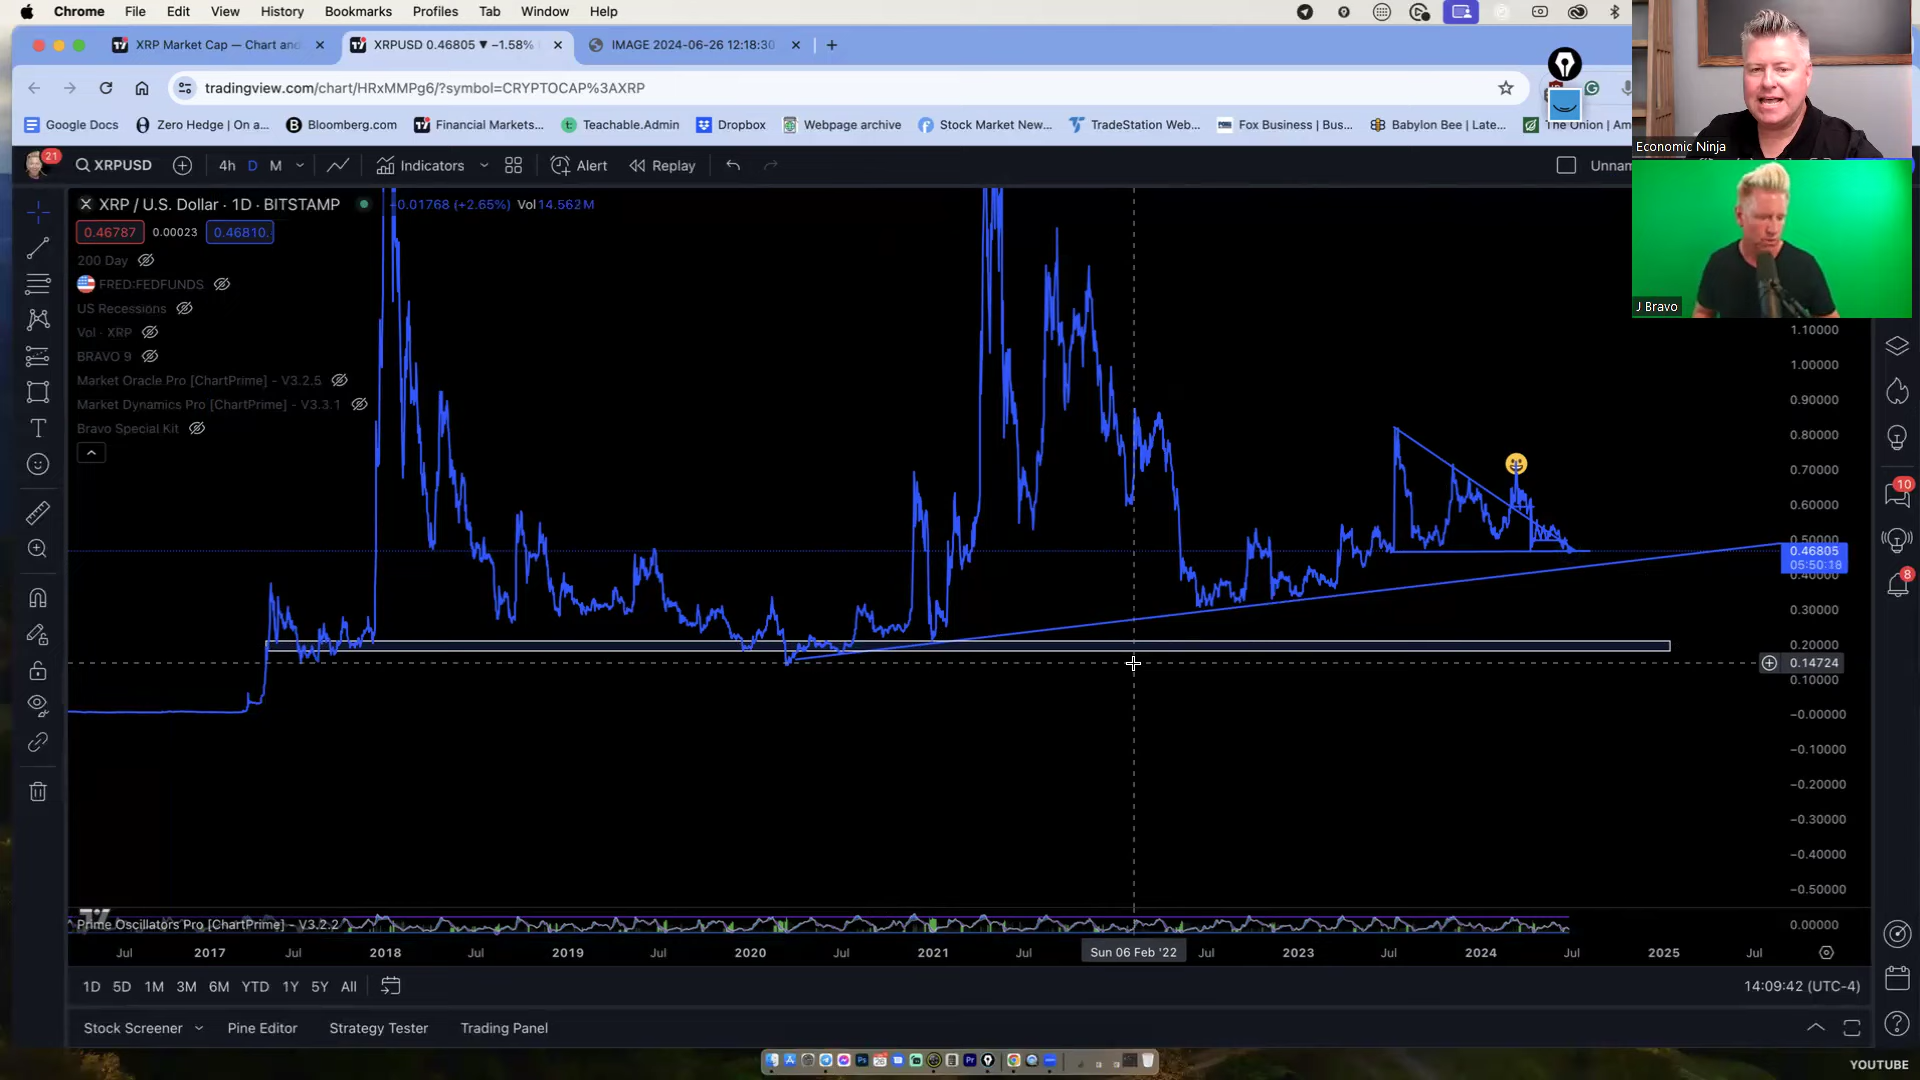 Chrome File Edit View History Bookmarks Profiles Tab Window Help
XRP Market Cap — Chart and XRPUSD 0.46805 ▼ −1.58% IMAGE 2024-06-26 12:18:30
tradingview.com/chart/HRxMMPg6/?symbol=CRYPTOCAP%3AXRP
Google Docs Zero Hedge | On a... Bloomberg.com Financial Markets... Teachable.Admin Dropbox Webpage archive Stock Market New... TradeStation Web... Fox Business | Bus... Babylon Bee | Late... The Onion | Am
Economic Ninja
21 XRPUSD 4h D M Indicators Alert Replay Unnam
XRP / U.S. Dollar · 1D · BITSTAMP −0.01768 (+2.65%) Vol14.562M
0.46787 0.00023 0.46810
200 Day
FRED:FEDFUNDS
US Recessions
J Bravo
Vol · XRP
BRAVO 9
Market Oracle Pro [ChartPrime] - V3.2.5
Market Dynamics Pro [ChartPrime] - V3.3.1
Bravo Special Kit
1.10000
1.00000
0.90000
0.80000
0.70000
0.60000
0.50000
0.46805
05:50:18
0.40000
0.30000
0.20000
0.14724
0.10000
−0.00000
−0.10000
−0.20000
−0.30000
−0.40000
−0.50000
10
8
Prime Oscillators Pro [ChartPrime] - V3.2.2 0.00000
Jul 2017 Jul 2018 Jul 2019 Jul 2020 Jul 2021 Jul Sun 06 Feb '22 Jul 2023 Jul 2024 Jul 2025 Jul
1D 5D 1M 3M 6M YTD 1Y 5Y All 14:09:42 (UTC-4)
Stock Screener Pine Editor Strategy Tester Trading Panel
YOUTUBE